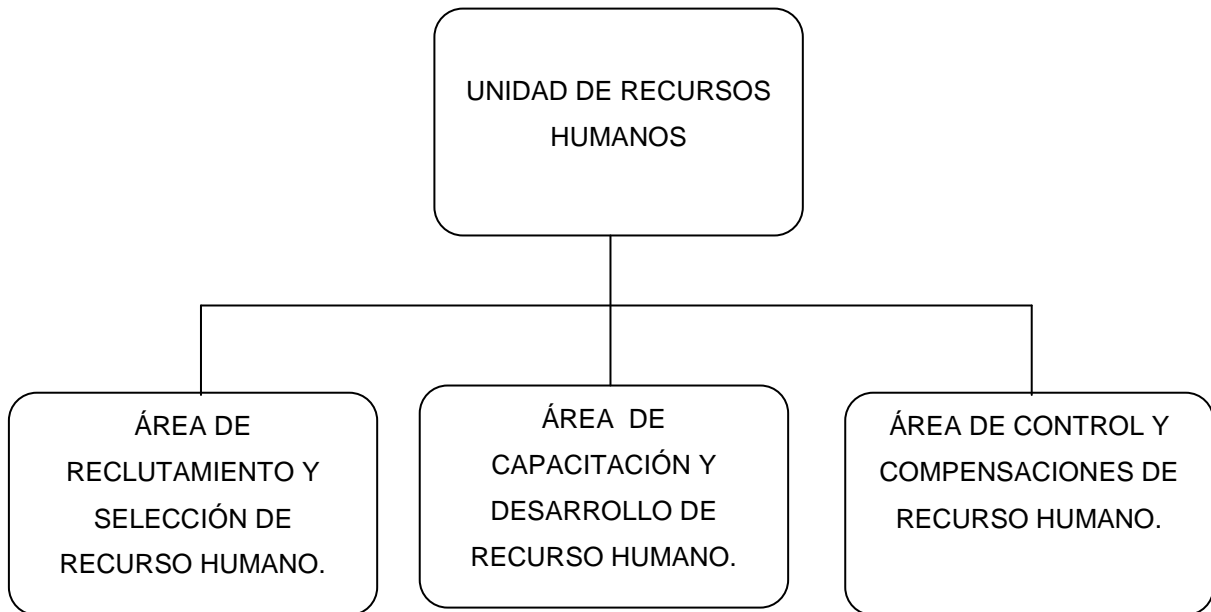 UNIDAD DE RECURSOS
HUMANOS
ÁREA DE
RECLUTAMIENTO Y
SELECCIÓN DE
RECURSO HUMANO.
ÁREA DE
CAPACITACIÓN Y
DESARROLLO DE
RECURSO HUMANO.
ÁREA DE CONTROL Y
COMPENSACIONES DE
RECURSO HUMANO.